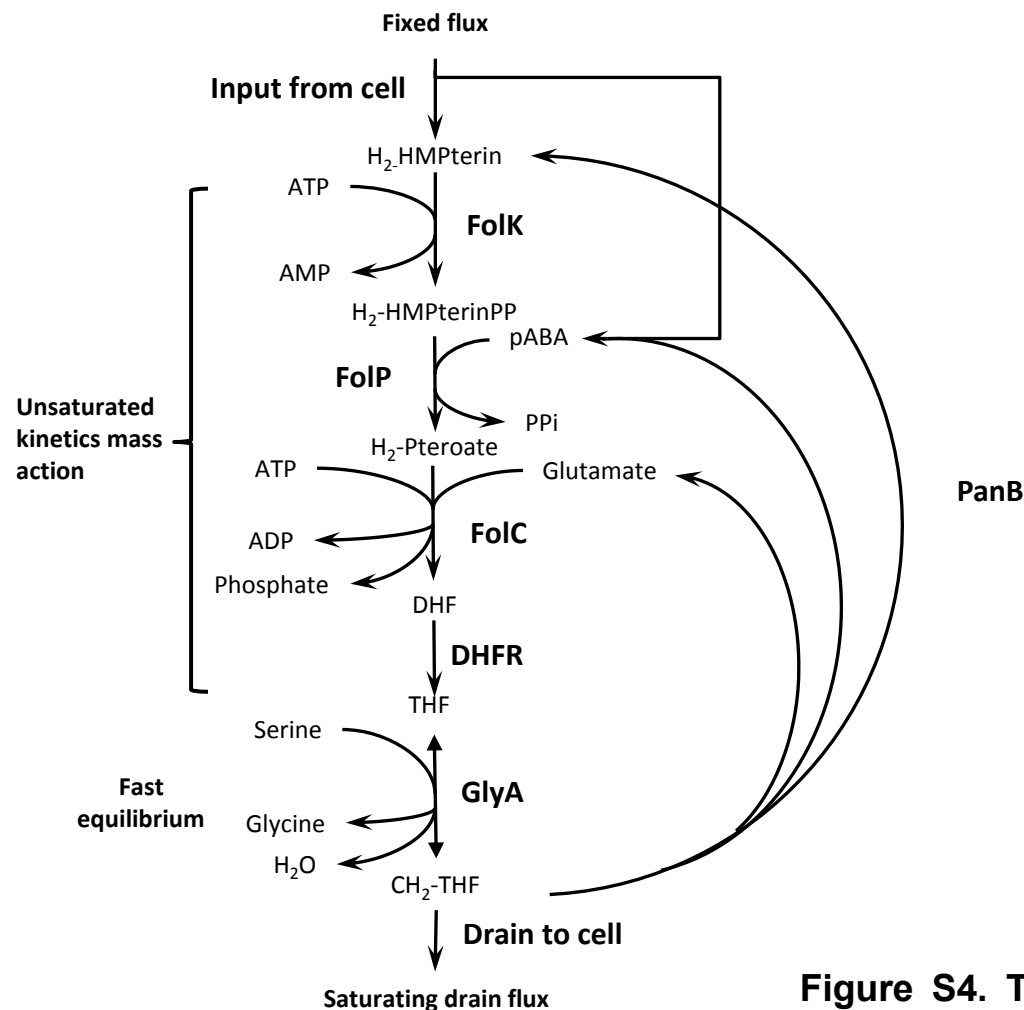 Fixed flux
Input from cell
H₂-HMPterin
ATP
FolK
AMP
H₂-HMPterinPP
pABA
FolP
PPi
Unsaturated
kinetics mass
action
H₂-Pteroate
ATP
Glutamate
PanB
FolC
ADP
Phosphate
DHF
DHFR
THF
Serine
Fast
equilibrium
GlyA
Glycine
H₂O
CH₂-THF
Drain to cell
Saturating drain flux
Figure S4. T